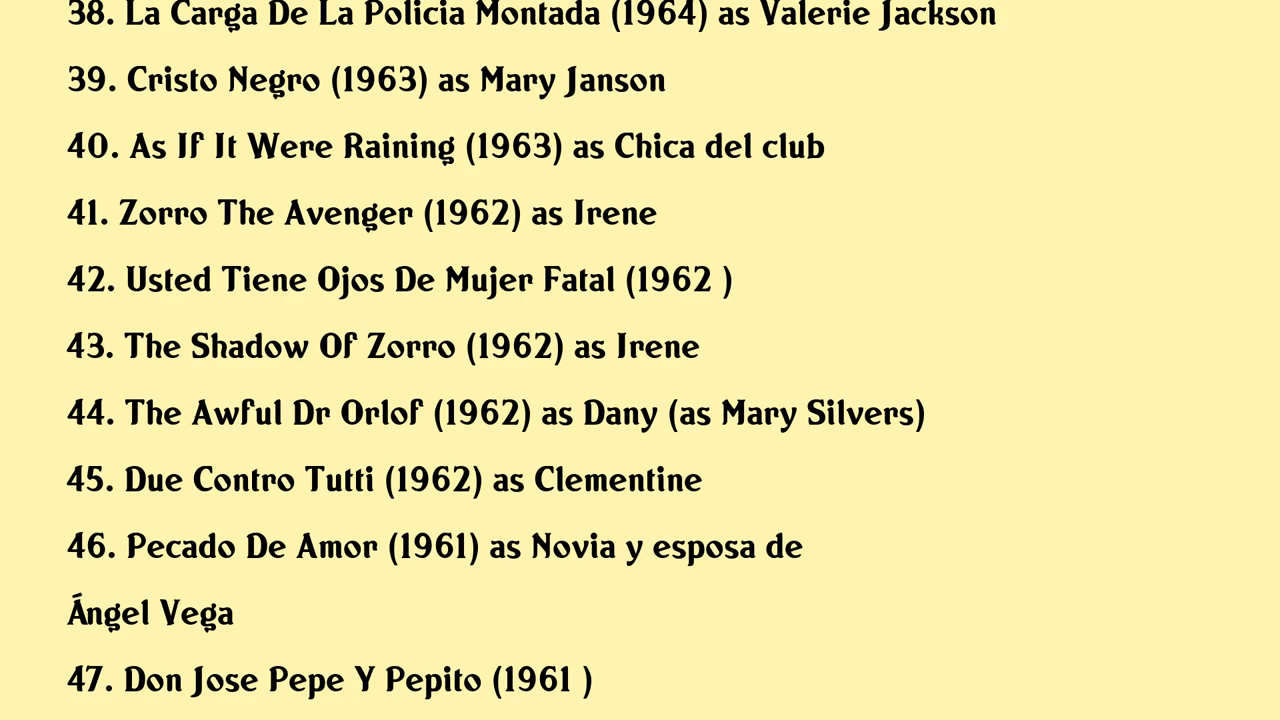 38. La Carga De La Policia Montada (1964) as Valerie Jackson
39. Cristo Negro (1963) as Mary Janson
40. As If It Were Raining (1963) as Chica del club
41. Zorro The Avenger (1962) as Irene
42. Usted Tiene Ojos De Mujer Fatal (1962 )
43. The Shadow Of Zorro (1962) as Irene
44. The Awful Dr Orlof (1962) as Dany (as Mary Silvers)
45. Due Contro Tutti (1962) as Clementine
46. Pecado De Amor (1961) as Novia y esposa de
Ángel Vega
47. Don Jose Pepe Y Pepito (1961 )